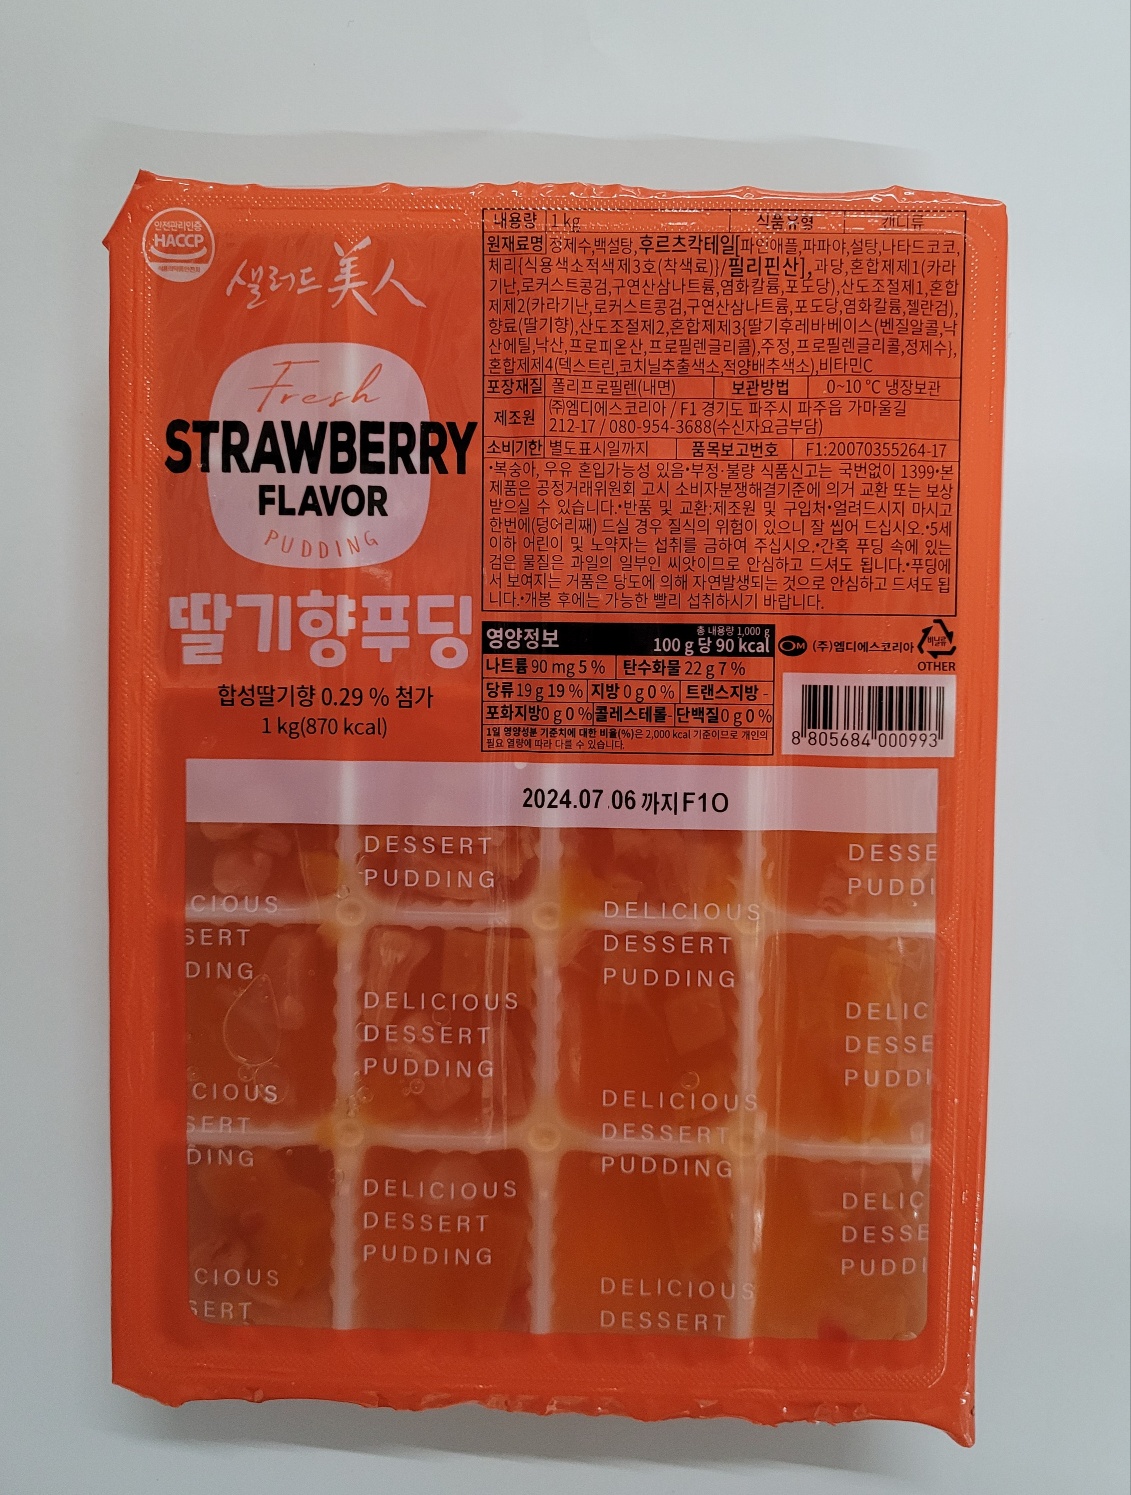 안전관리인증
HACCP
식품의약품안전처
샐러드 美人
Fresh
STRAWBERRY
FLAVOR
PUDDING
딸기향푸딩
합성딸기향 0.29 % 첨가
1 kg(870 kcal)
내용량 1 kg 식품유형 캔디류
원재료명 정제수,백설탕,후르츠칵테일[파인애플,파파야,설탕,나타드코코,
체리{식용색소적색제3호(착색료)}/필리핀산],과당,혼합제제1(카라
기난,로커스트콩검,구연산삼나트륨,염화칼륨,포도당),산도조절제1,혼합
제제2(카라기난,로커스트콩검,구연산삼나트륨,포도당,염화칼륨,젤란검),
향료(딸기향),산도조절제2,혼합제제3{딸기후레바베이스(벤질알콜,낙
산에틸,낙산,프로피온산,프로필렌글리콜),주정,프로필렌글리콜,정제수},
혼합제제4(덱스트린,코치닐추출색소,적양배추색소),비타민C
포장재질 폴리프로필렌(내면) 보관방법 0~10 ℃ 냉장보관
제조원 ㈜엠디에스코리아 / F1 경기도 파주시 파주읍 가마울길
212-17 / 080-954-3688(수신자요금부담)
소비기한 별도표시일까지 품목보고번호 F1:20070355264-17
•복숭아, 우유 혼입가능성 있음•부정·불량 식품신고는 국번없이 1399•본
제품은 공정거래위원회 고시 소비자분쟁해결기준에 의거 교환 또는 보상
받으실 수 있습니다.•반품 및 교환:제조원 및 구입처•얼려드시지 마시고
한번에(덩어리째) 드실 경우 질식의 위험이 있으니 잘 씹어 드십시오.•5세
이하 어린이 및 노약자는 섭취를 금하여 주십시오.•간혹 푸딩 속에 있는
검은 물질은 과일의 일부인 씨앗이므로 안심하고 드셔도 됩니다.•푸딩에
서 보여지는 거품은 당도에 의해 자연발생되는 것으로 안심하고 드셔도 됩
니다.•개봉 후에는 가능한 빨리 섭취하시기 바랍니다.
영양정보 총 내용량 1,000 g
100 g 당 90 kcal
나트륨 90 mg 5 % 탄수화물 22 g 7 %
당류 19 g 19 % 지방 0 g 0 % 트랜스지방 -
포화지방0 g 0 % 콜레스테롤- 단백질0 g 0 %
1일 영양성분 기준치에 대한 비율(%)은 2,000 kcal 기준이므로 개인의
필요 열량에 따라 다를 수 있습니다.
OM (주)엠디에스코리아
비닐류
OTHER
8 805684 000993
2024.07.06 까지F1O
DESSERT
PUDDING
DESSE
PUDDI
CIOUS
SERT
DING
DELICIOUS
DESSERT
PUDDING
DELICIOUS
DESSERT
PUDDING
DELIC
DESSE
PUDDI
CIOUS
SERT
DING
DELICIOUS
DESSERT
PUDDING
DELICIOUS
DESSERT
PUDDING
DELIC
DESSE
PUDDI
CIOUS
SERT
DELICIOUS
DESSERT